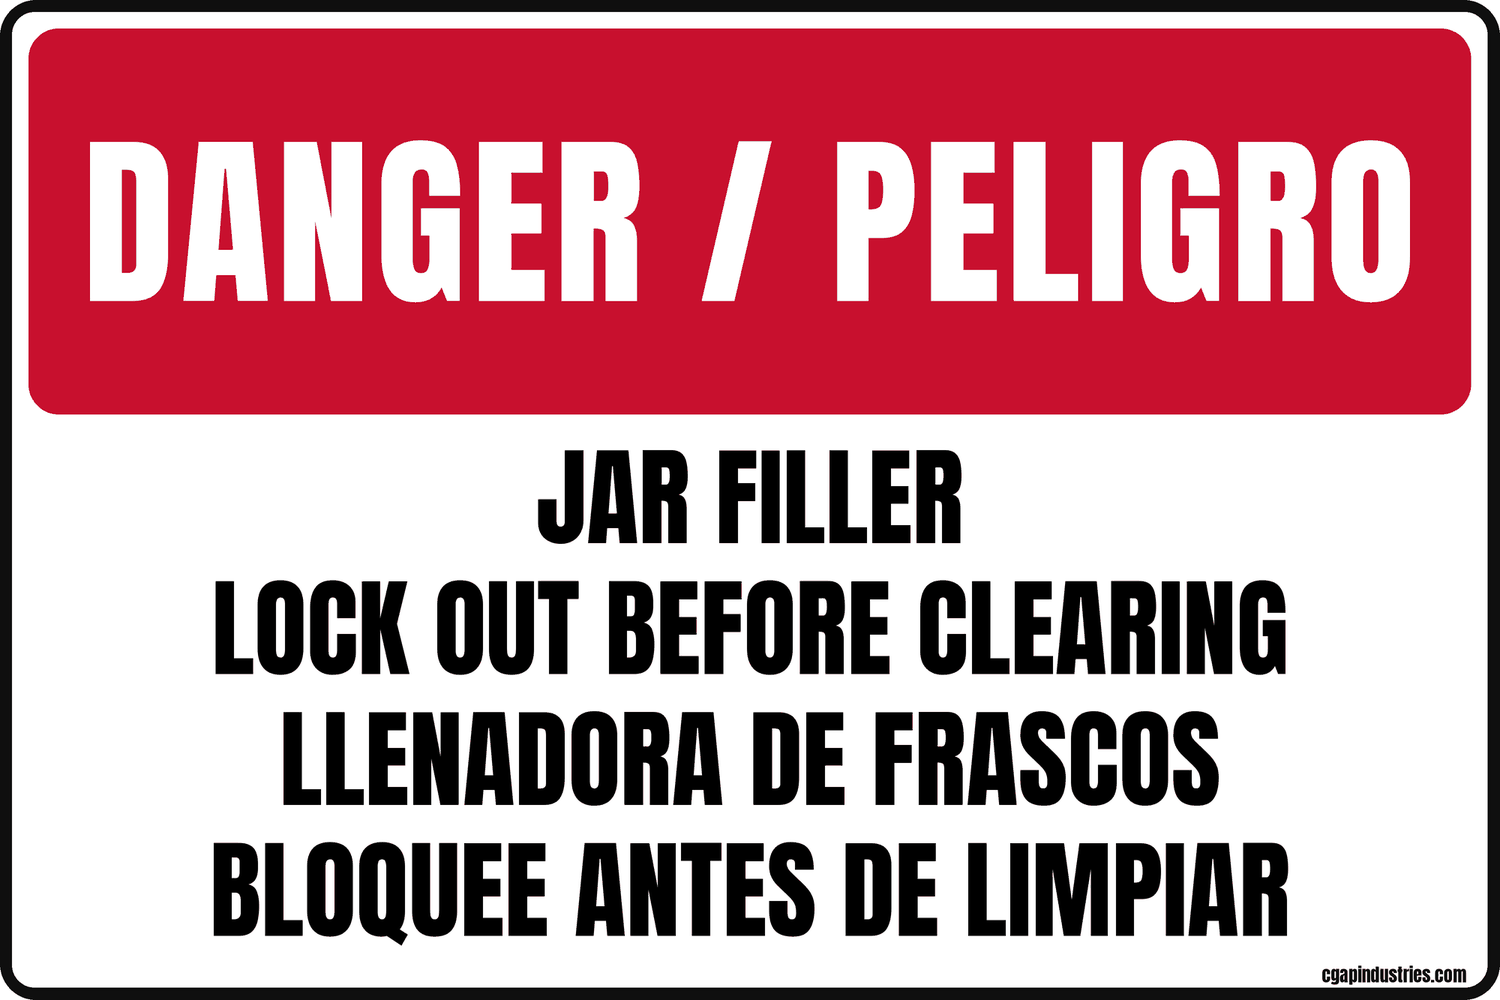 DANGER / PELIGRO
JAR FILLER
LOCK OUT BEFORE CLEARING
LLENADORA DE FRASCOS
BLOQUEE ANTES DE LIMPIAR
cgapindustries.com